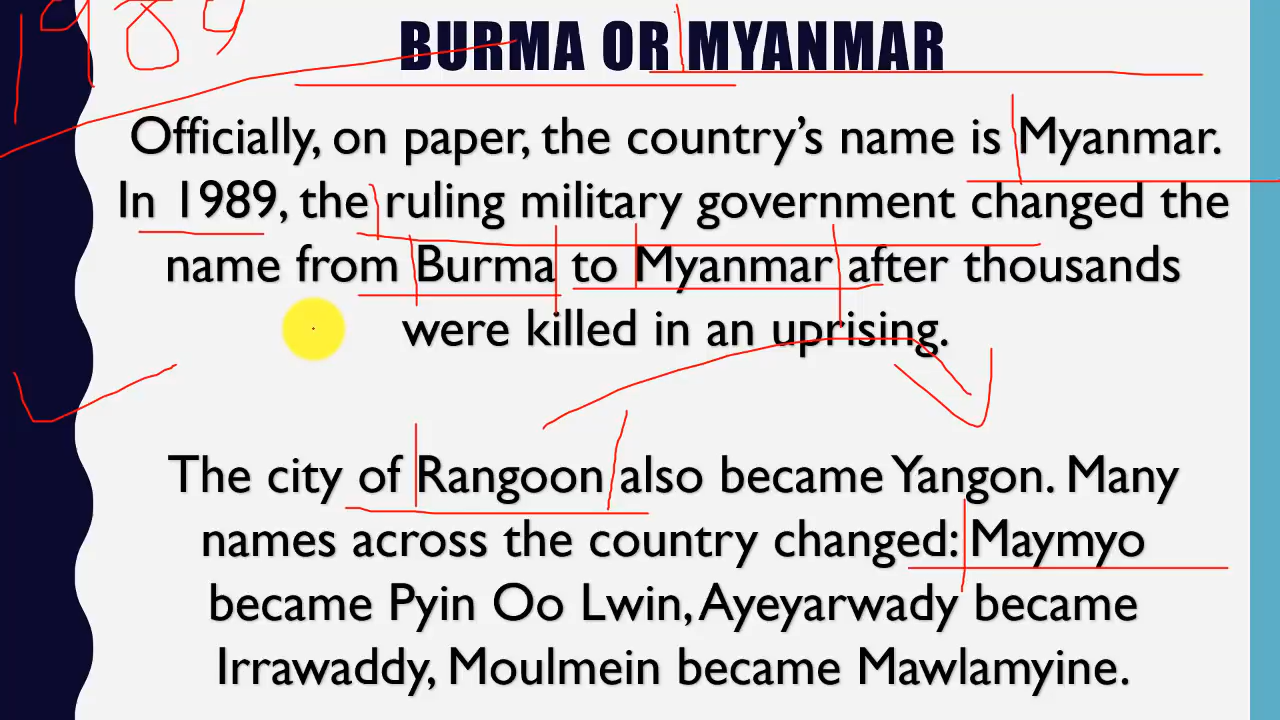 1989
BURMA OR MYANMAR
Officially, on paper, the country's name is Myanmar.
In 1989, the ruling military government changed the
name from Burma to Myanmar after thousands
were killed in an uprising.
The city of Rangoon also became Yangon. Many
names across the country changed: Maymyo
became Pyin Oo Lwin, Ayeyarwady became
Irrawaddy, Moulmein became Mawlamyine.